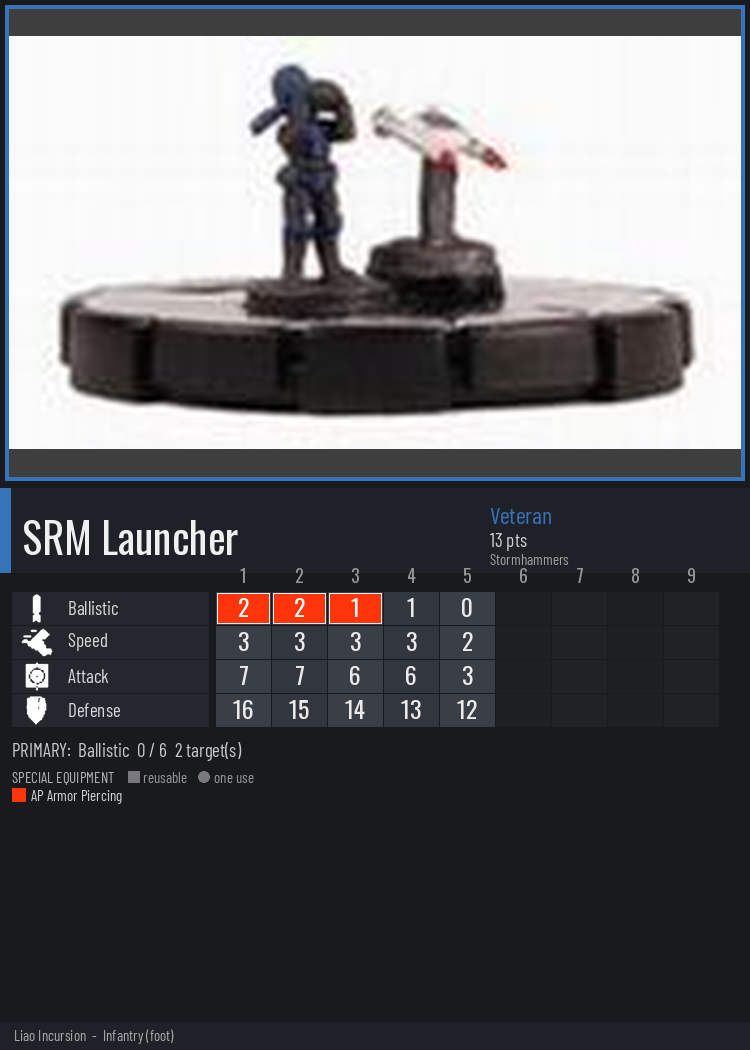 SRM Launcher
Veteran
13 pts
Stormhammers
1 2 3 4 5 6 7 8 9
Ballistic 2 2 1 1 0
Speed 3 3 3 3 2
Attack 7 7 6 6 3
Defense 16 15 14 13 12
PRIMARY: Ballistic 0 / 6 2 target(s)
SPECIAL EQUIPMENT reusable one use
AP Armor Piercing
Liao Incursion - Infantry (foot)